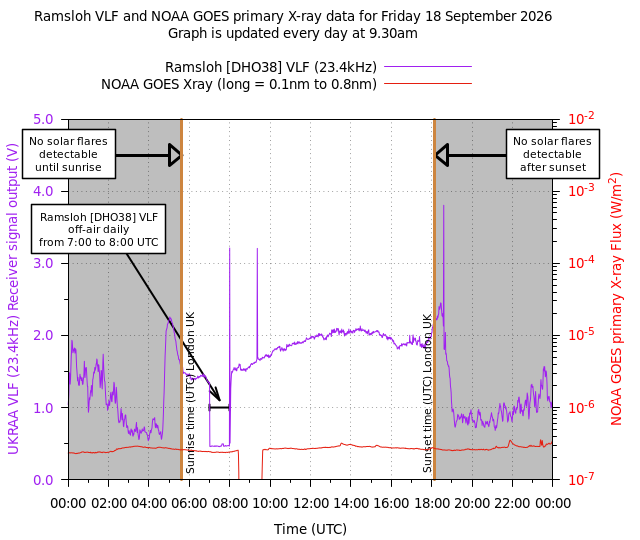 Ramsloh VLF and NOAA GOES primary X-ray data for Friday 18 September 2026
Graph is updated every day at 9.30am
Ramsloh [DHO38] VLF (23.4kHz)
NOAA GOES Xray (long = 0.1nm to 0.8nm)
5.0
4.0
3.0
2.0
1.0
0.0
UKRAA VLF (23.4kHz) Receiver signal output (V)
No solar flares
detectable
until sunrise
Ramsloh [DHO38] VLF
off-air daily
from 7:00 to 8:00 UTC
Sunrise time (UTC) London UK
Sunset time (UTC) London UK
No solar flares
detectable
after sunset
10⁻²
10⁻³
10⁻⁴
10⁻⁵
10⁻⁶
10⁻⁷
NOAA GOES primary X-ray Flux (W/m²)
00:00 02:00 04:00 06:00 08:00 10:00 12:00 14:00 16:00 18:00 20:00 22:00 00:00
Time (UTC)